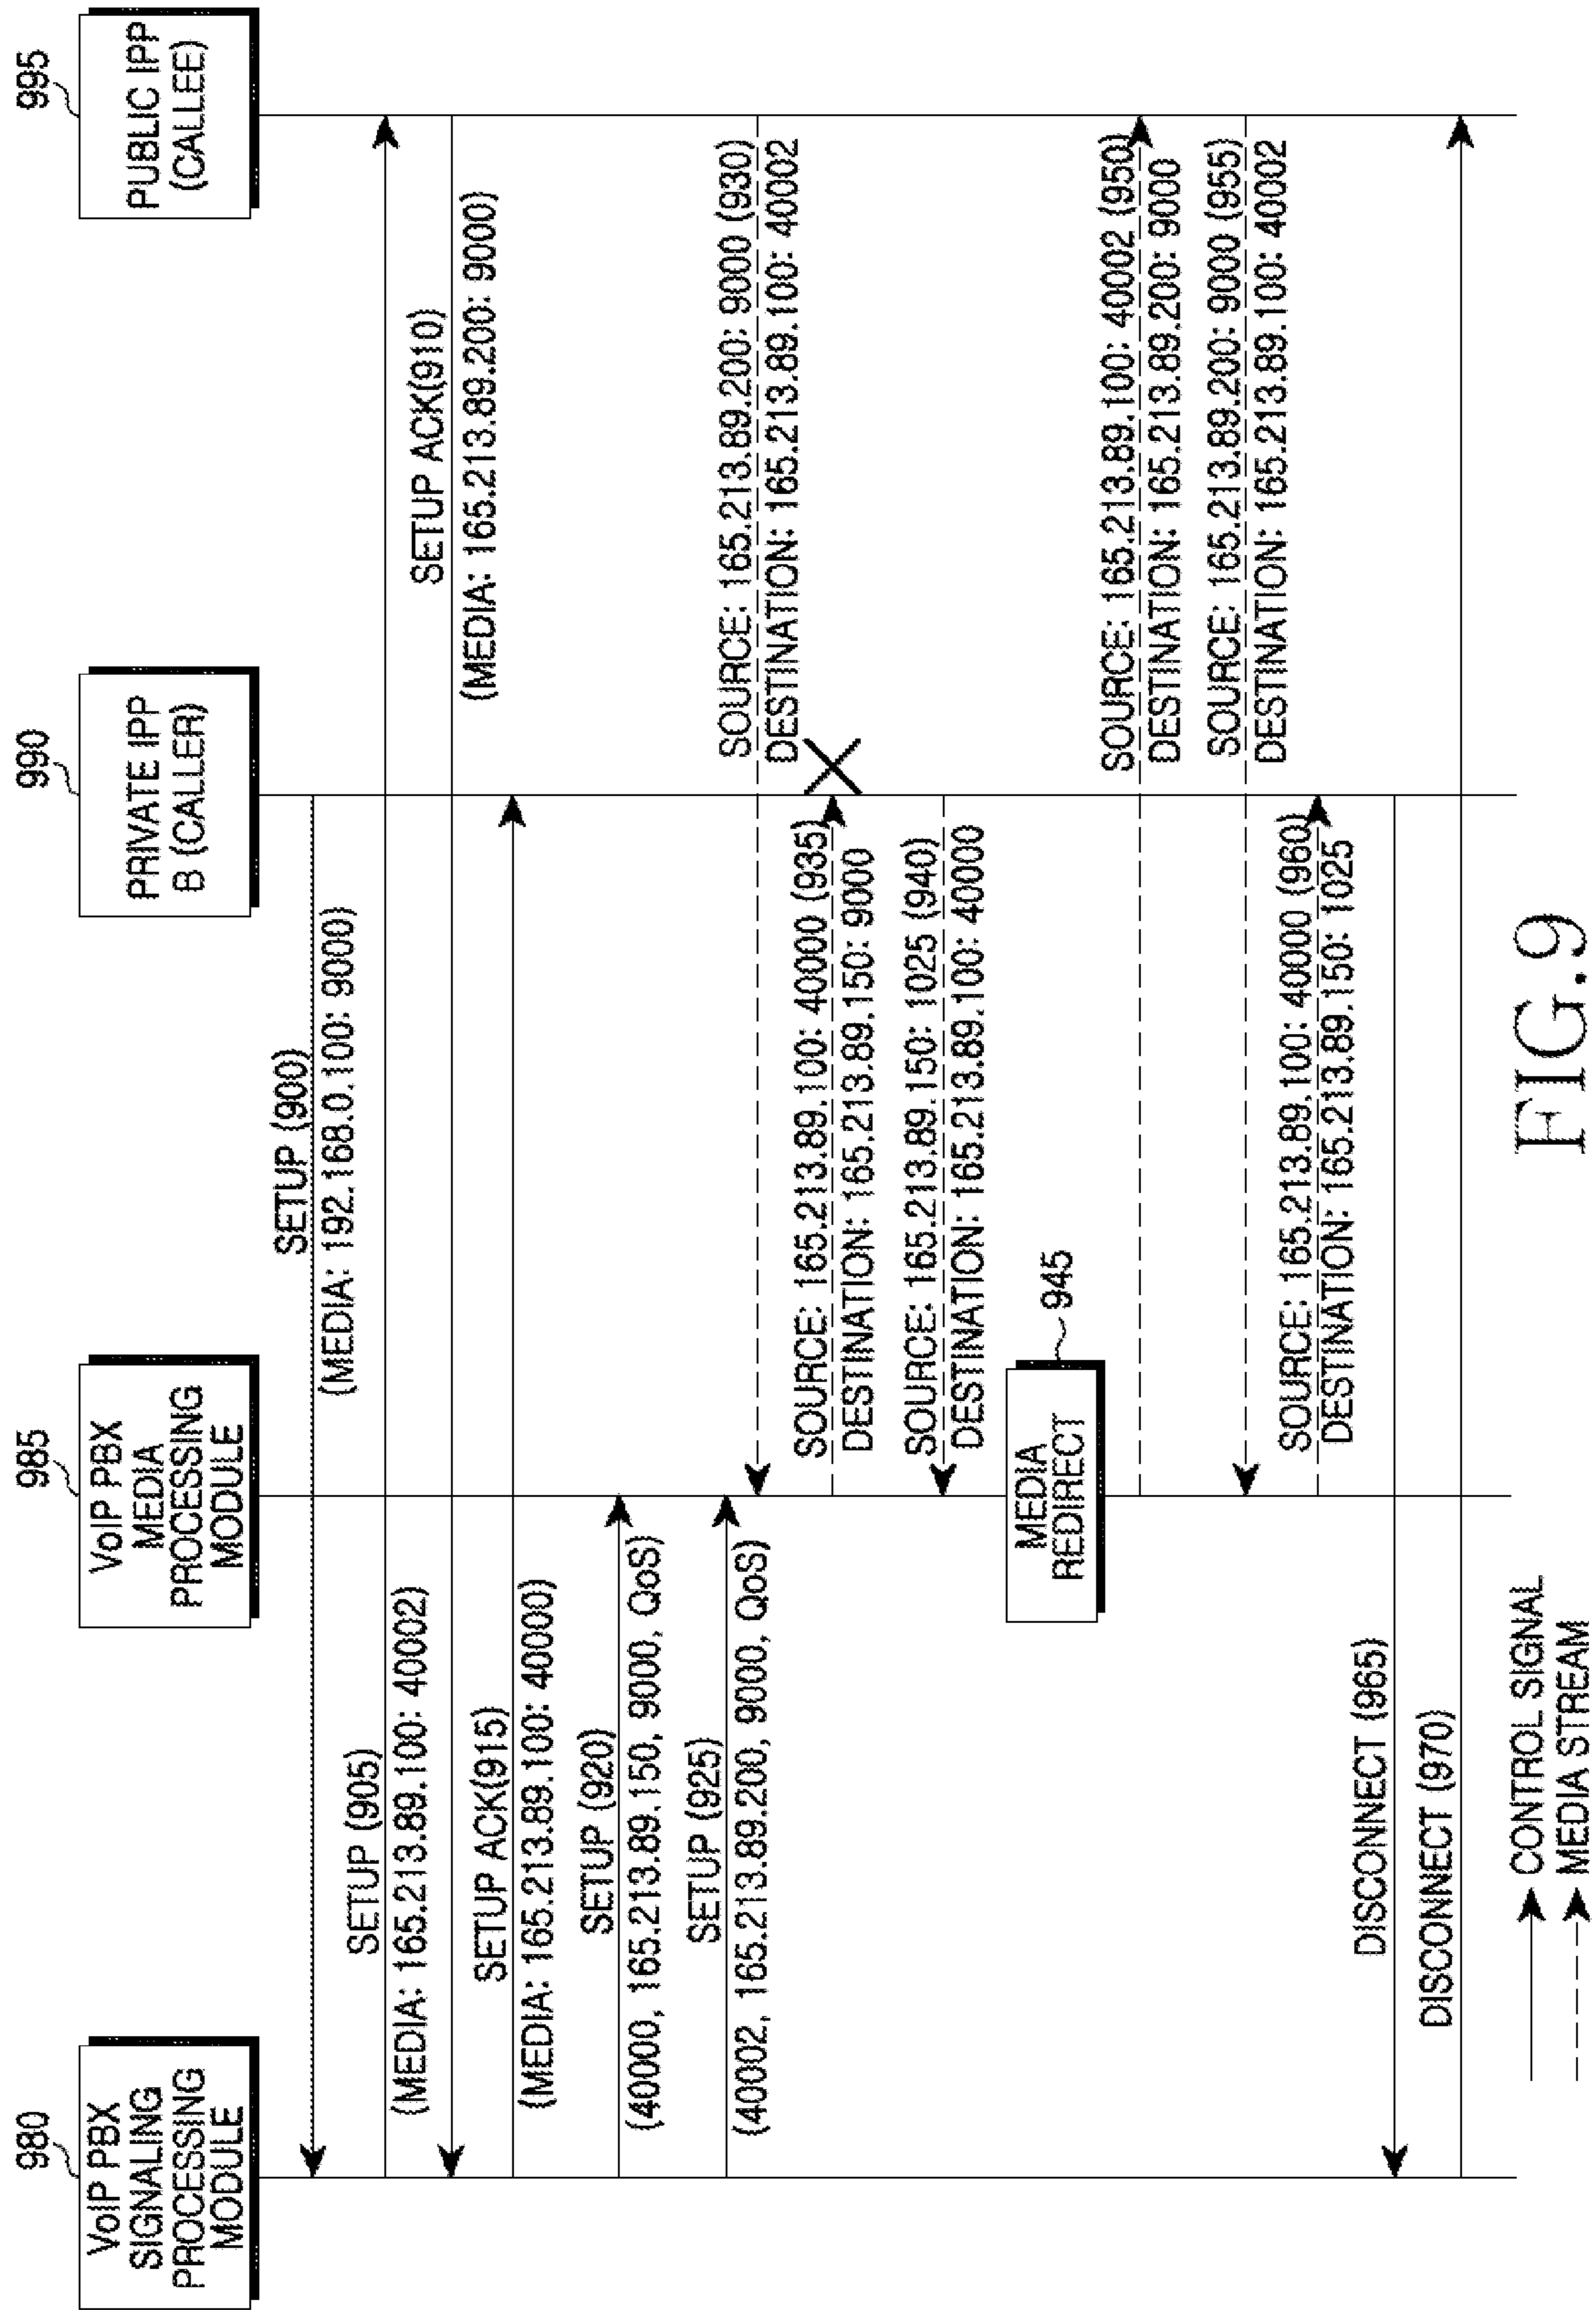 980
VoIP PBX
SIGNALING
PROCESSING
MODULE
985
VoIP PBX
MEDIA
PROCESSING
MODULE
990
PRIVATE IPP
B (CALLER)
995
PUBLIC IPP
(CALLEE)
SETUP (900)
(MEDIA: 192.168.0.100: 9000)
SETUP (905)
(MEDIA: 165.213.89.100: 40002)
SETUP ACK(910)
(MEDIA: 165.213.89.200: 9000)
SETUP ACK(915)
(MEDIA: 165.213.89.100: 40000)
SETUP (920)
(40000, 165.213.89.150, 9000, QoS)
SETUP (925)
(40002, 165.213.89.200, 9000, QoS)
SOURCE: 165.213.89.200: 9000 (930)
DESTINATION: 165.213.89.100: 40002
SOURCE: 165.213.89.100: 40000 (935)
DESTINATION: 165.213.89.150: 9000
SOURCE: 165.213.89.150: 1025 (940)
DESTINATION: 165.213.89.100: 40000
MEDIA
REDIRECT
945
SOURCE: 165.213.89.100: 40002 (950)
DESTINATION: 165.213.89.200: 9000
SOURCE: 165.213.89.200: 9000 (955)
DESTINATION: 165.213.89.100: 40002
SOURCE: 165.213.89.100: 40000 (960)
DESTINATION: 165.213.89.150: 1025
DISCONNECT (965)
DISCONNECT (970)
CONTROL SIGNAL
MEDIA STREAM
FIG.9